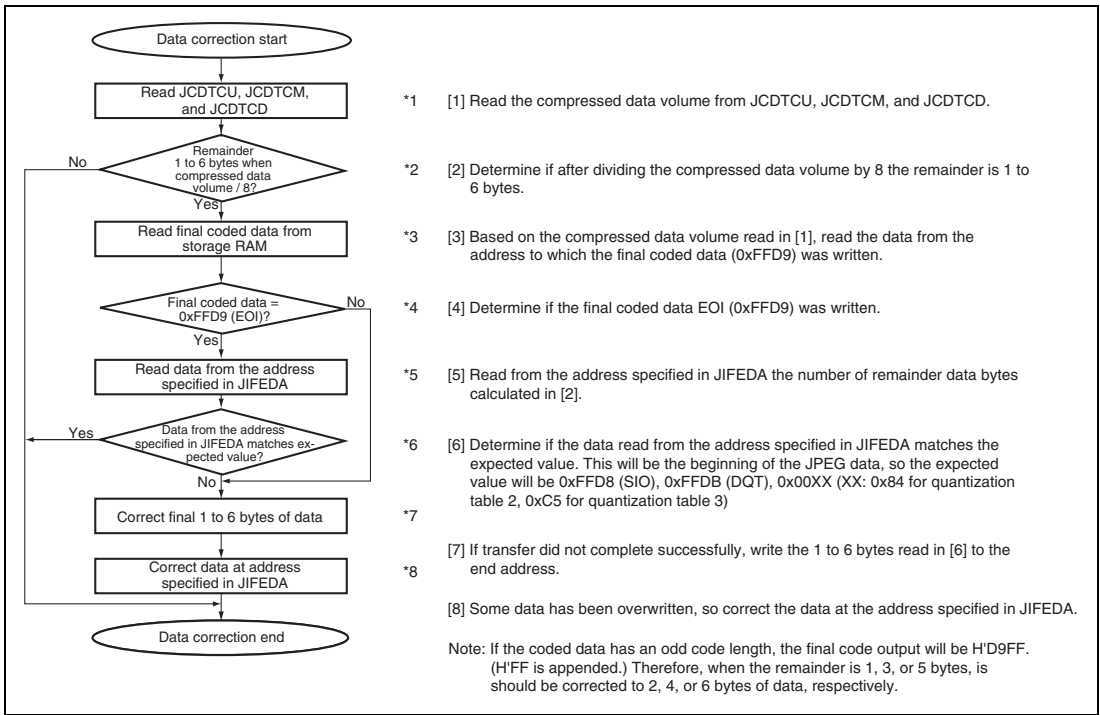 Data correction start
Read JCDTCU, JCDTCM,
and JCDTCD
*1 [1] Read the compressed data volume from JCDTCU, JCDTCM, and JCDTCD.
Remainder
1 to 6 bytes when
compressed data
volume / 8?
No
Yes
*2 [2] Determine if after dividing the compressed data volume by 8 the remainder is 1 to
6 bytes.
Read final coded data from
storage RAM
*3 [3] Based on the compressed data volume read in [1], read the data from the
address to which the final coded data (0xFFD9) was written.
Final coded data =
0xFFD9 (EOI)?
No
Yes
*4 [4] Determine if the final coded data EOI (0xFFD9) was written.
Read data from the address
specified in JIFEDA
*5 [5] Read from the address specified in JIFEDA the number of remainder data bytes
calculated in [2].
Data from the address
specified in JIFEDA matches ex-
pected value?
Yes
No
*6 [6] Determine if the data read from the address specified in JIFEDA matches the
expected value. This will be the beginning of the JPEG data, so the expected
value will be 0xFFD8 (SIO), 0xFFDB (DQT), 0x00XX (XX: 0x84 for quantization
table 2, 0xC5 for quantization table 3)
Correct final 1 to 6 bytes of data
*7
[7] If transfer did not complete successfully, write the 1 to 6 bytes read in [6] to the
end address.
Correct data at address
specified in JIFEDA
*8
[8] Some data has been overwritten, so correct the data at the address specified in JIFEDA.
Data correction end
Note: If the coded data has an odd code length, the final code output will be H'D9FF.
(H'FF is appended.) Therefore, when the remainder is 1, 3, or 5 bytes, is
should be corrected to 2, 4, or 6 bytes of data, respectively.